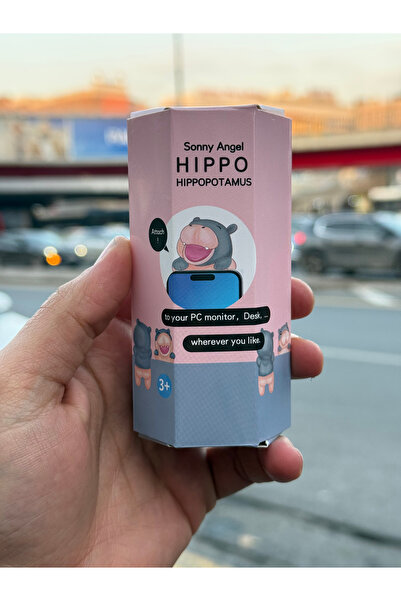 Sonny Angel
HIPPO
HIPPOPOTAMUS
Attach
!
to your PC monitor, Desk, ...
wherever you like.
3+